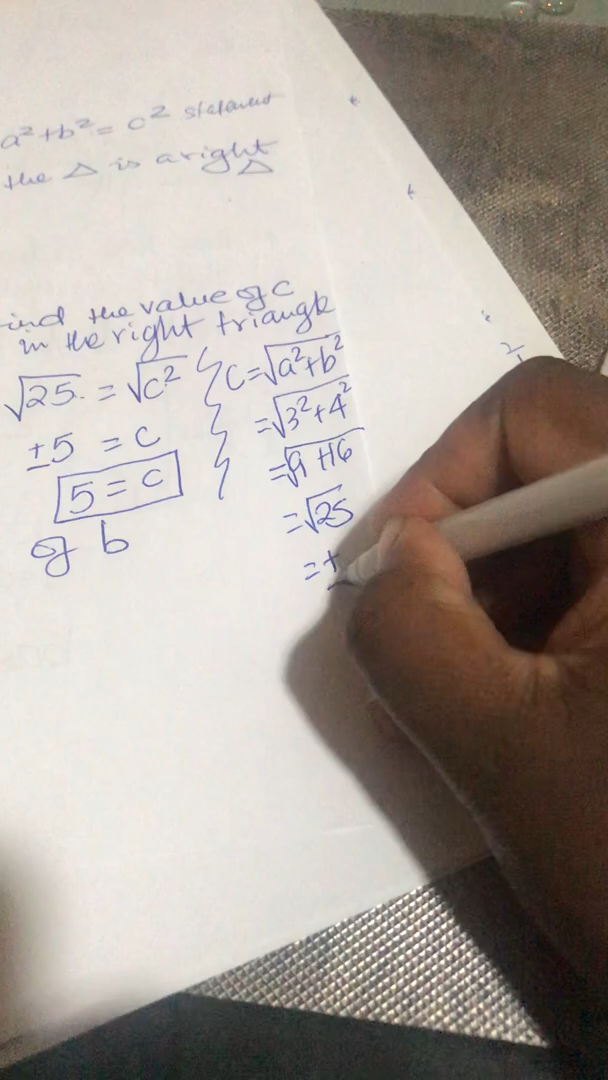 a²+b²= c² statement
the △ is a right △
ind the value of c
in the right triangle
√25 = √c²
±5 = c
5 = c
C=√a²+b²
=√3²+4²
=√9+16
=√25
=±
of b